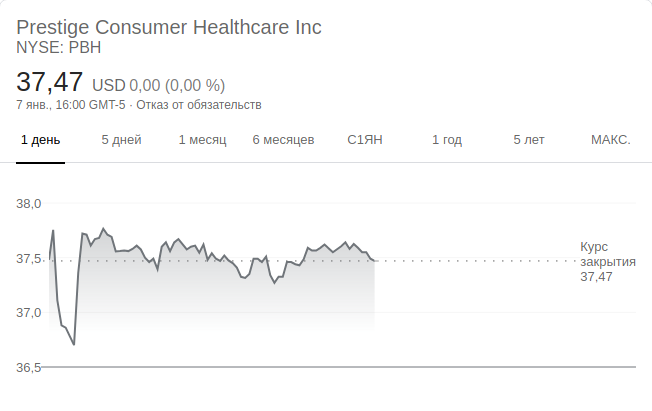 Prestige Consumer Healthcare Inc
NYSE: PBH
37,47 USD 0,00 (0,00 %)
7 янв., 16:00 GMT-5 · Отказ от обязательств
1 день 5 дней 1 месяц 6 месяцев С1ЯН 1 год 5 лет МАКС.
38,0
37,5
37,0
36,5
Курс
закрытия
37,47